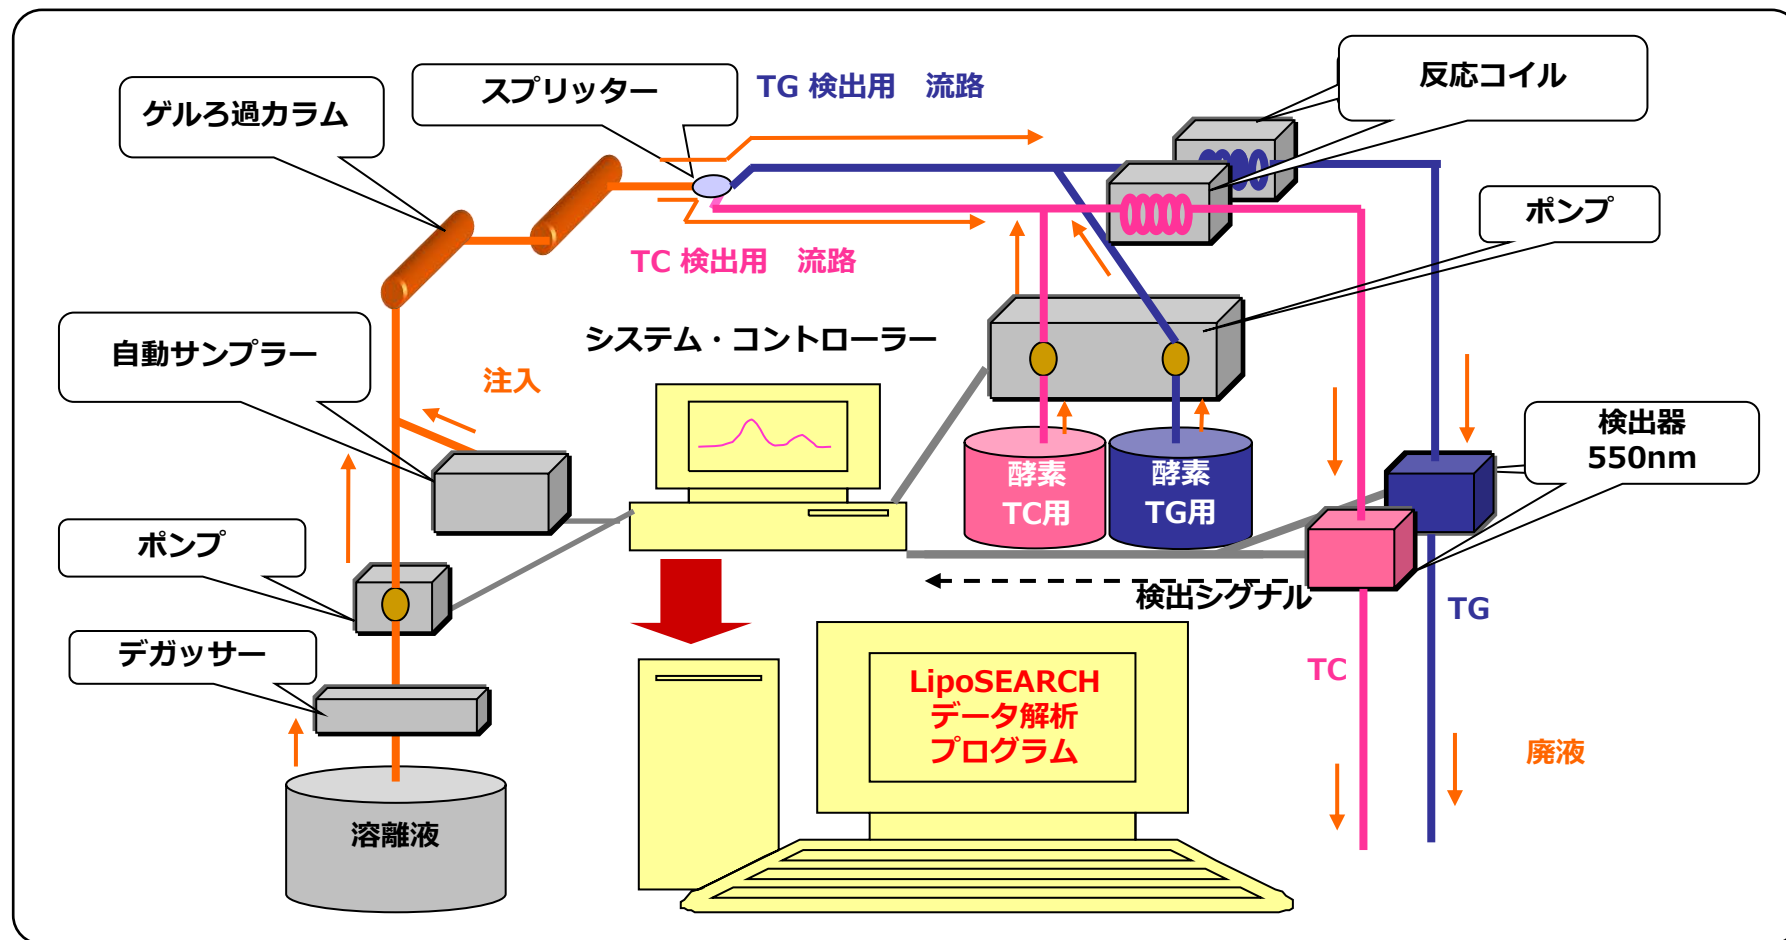 スプリッター
TG 検出用　流路
反応コイル
ゲルろ過カラム
ポンプ
TC 検出用　流路
システム・コントローラー
自動サンプラー
注入
検出器
550nm
酵素
TC用
酵素
TG用
ポンプ
検出シグナル
TG
デガッサー
TC
LipoSEARCH
データ解析
プログラム
廃液
溶離液